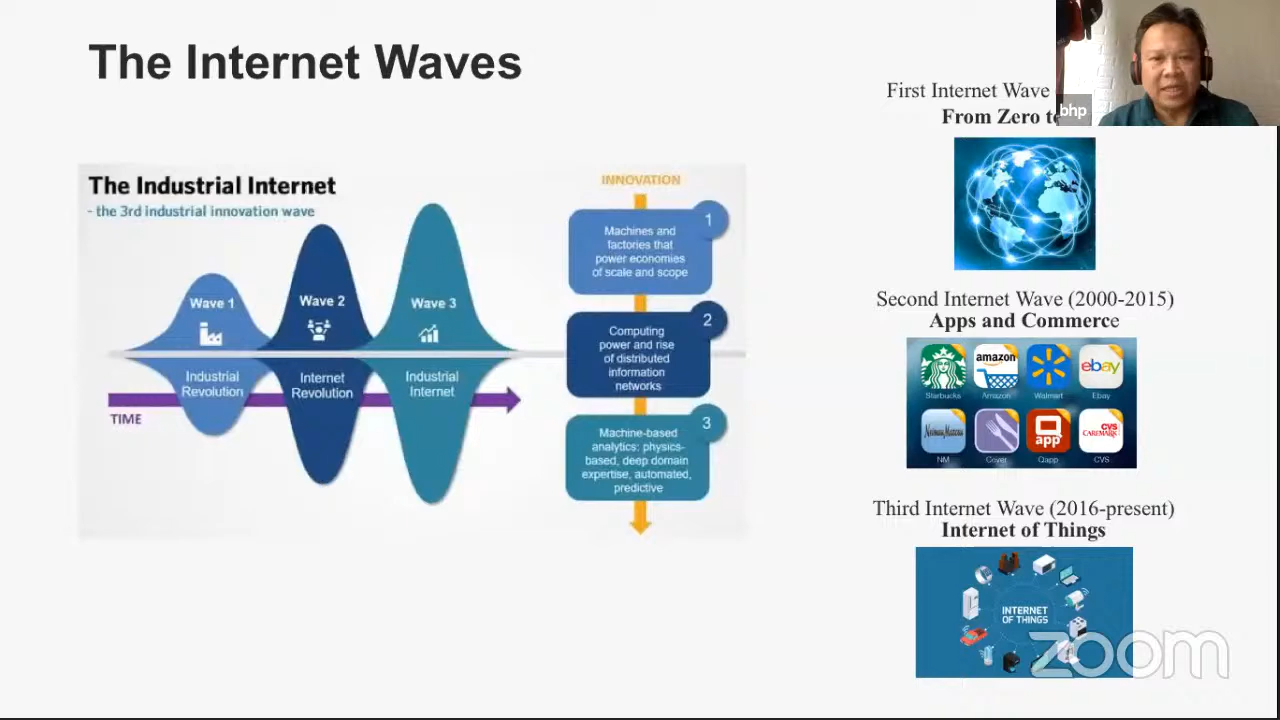 The Internet Waves
The Industrial Internet
- the 3rd industrial innovation wave
Wave 1
Wave 2
Wave 3
Industrial
Revolution
Internet
Revolution
Industrial
Internet
TIME
INNOVATION
1
Machines and
factories that
power economies
of scale and scope
2
Computing
power and rise
of distributed
information
networks
3
Machine-based
analytics: physics-
based, deep domain
expertise, automated,
predictive
First Internet Wave
From Zero to
bhp
Second Internet Wave (2000-2015)
Apps and Commerce
amazon
ebay
Starbucks
Amazon
Walmart
Ebay
Neiman Marcus
app
CVS
CAREMARK
NM
Cover
Qapp
CVS
Third Internet Wave (2016-present)
Internet of Things
INTERNET
OF THINGS
zoom